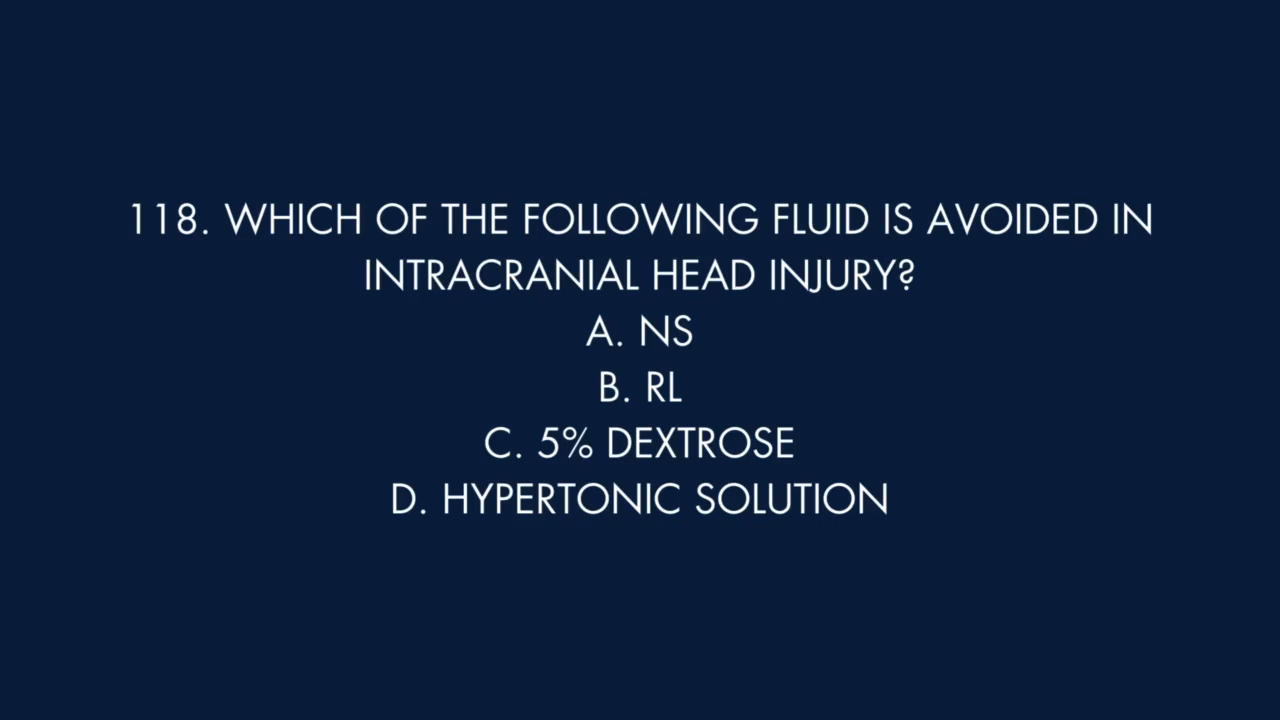 118. WHICH OF THE FOLLOWING FLUID IS AVOIDED IN
INTRACRANIAL HEAD INJURY?
A. NS
B. RL
C. 5% DEXTROSE
D. HYPERTONIC SOLUTION